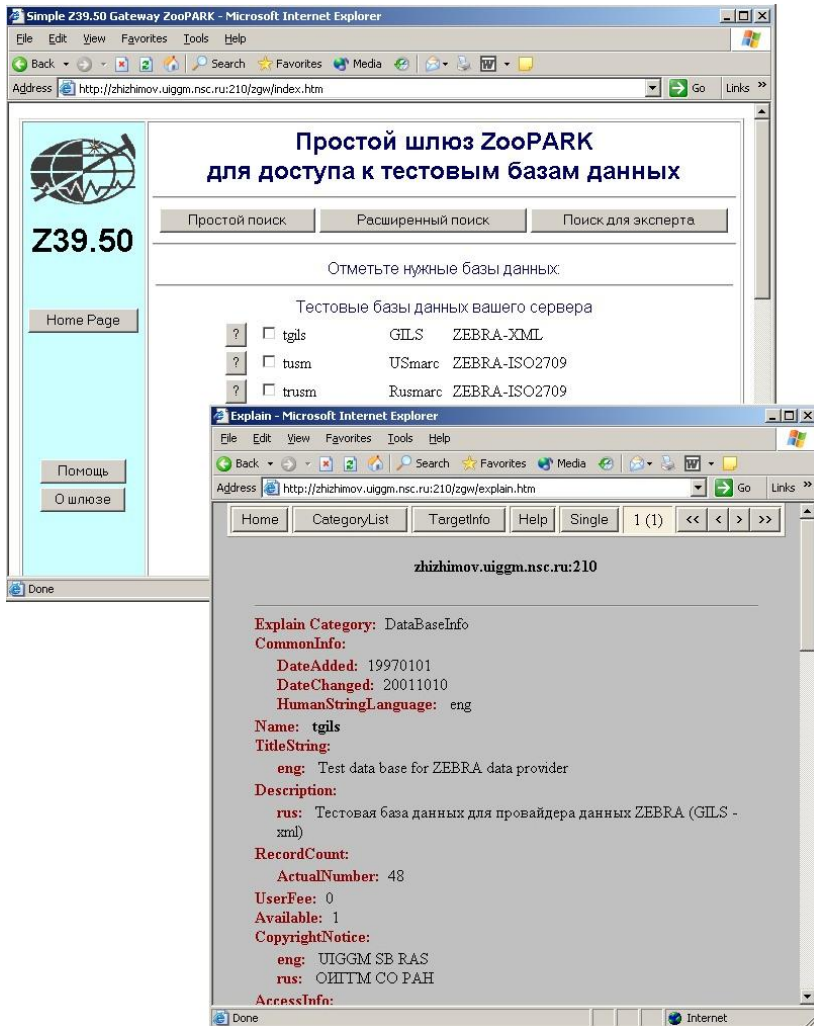 Simple Z39.50 Gateway ZooPARK - Microsoft Internet Explorer
File Edit View Favorites Tools Help
Back Search Favorites Media
Address http://zhizhimov.uiggm.nsc.ru:210/zgw/index.htm Go Links »
Простой шлюз ZooPARK
для доступа к тестовым базам данных
Z39.50
Простой поиск Расширенный поиск Поиск для эксперта
Отметьте нужные базы данных:
Home Page
Тестовые базы данных вашего сервера
? tgils GILS ZEBRA-XML
? tusm USmarc ZEBRA-ISO2709
? trusm Rusmarc ZEBRA-ISO2709
Помощь
О шлюзе
Done
Explain - Microsoft Internet Explorer
File Edit View Favorites Tools Help
Back Search Favorites Media
Address http://zhizhimov.uiggm.nsc.ru:210/zgw/explain.htm Go Links »
Home CategoryList TargetInfo Help Single 1 (1) << < > >>
zhizhimov.uiggm.nsc.ru:210
Explain Category: DataBaseInfo
CommonInfo:
DateAdded: 19970101
DateChanged: 20011010
HumanStringLanguage: eng
Name: tgils
TitleString:
eng: Test data base for ZEBRA data provider
Description:
rus: Тестовая база данных для провайдера данных ZEBRA (GILS -
xml)
RecordCount:
ActualNumber: 48
UserFee: 0
Available: 1
CopyrightNotice:
eng: UIGGM SB RAS
rus: ОИГГМ СО РАН
AccessInfo:
Done Internet